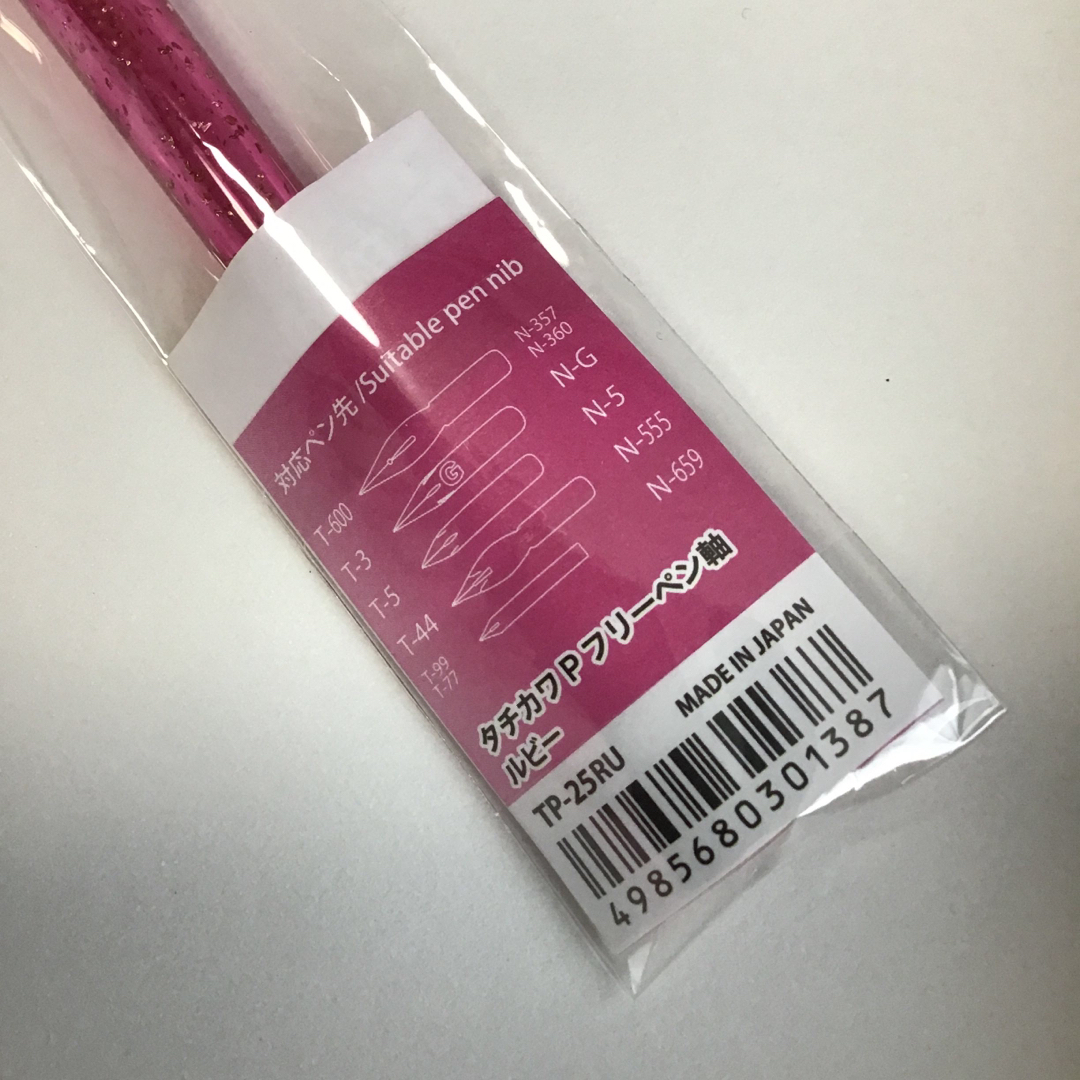 対応ペン先/Suitable pen nib
T-600
N-357
N-360
T-3
G
N-G
T-5
N-5
T-44
N-555
T-99
T-77
N-659
タチカワ P フリーペン軸
ルビー
TP-25RU
MADE IN JAPAN
4985680301387